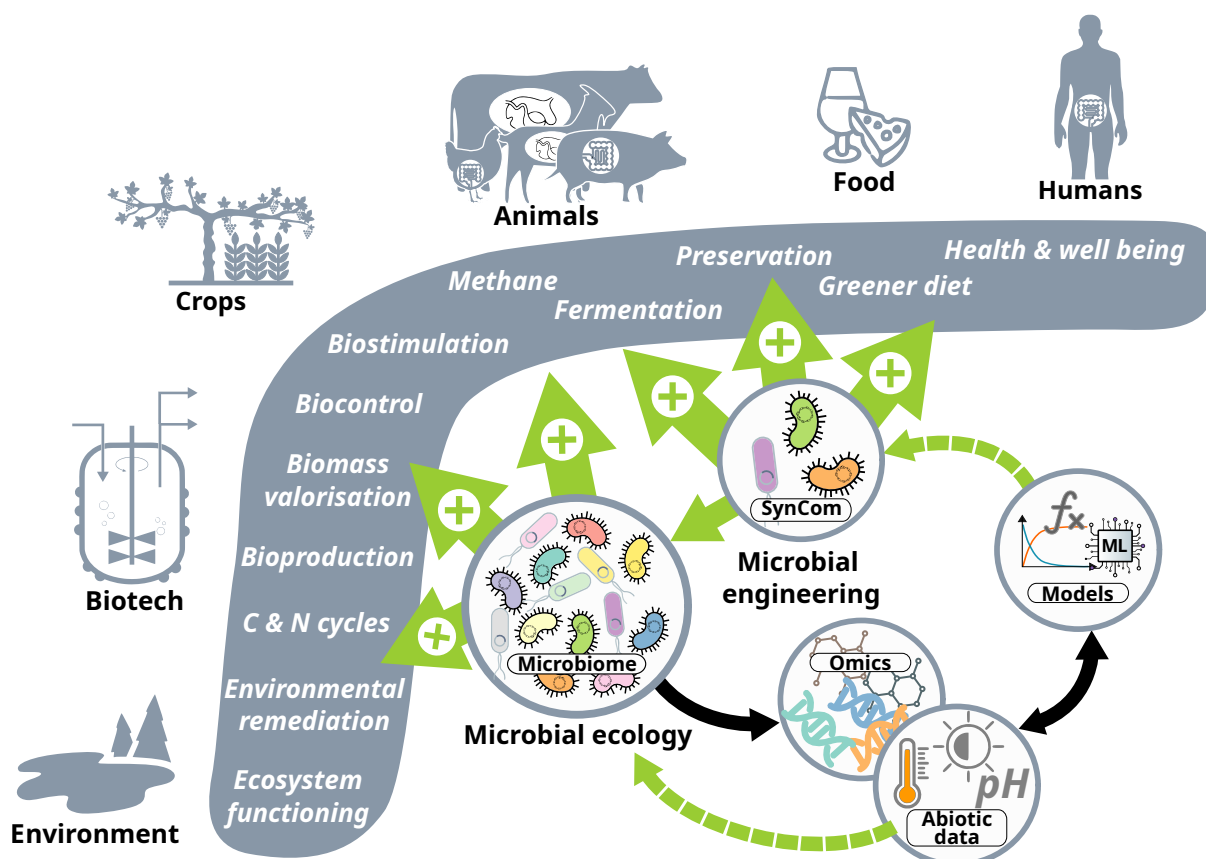 Animals
Food
Humans
Crops
Biotech
Environment
Health & well being
Preservation
Greener diet
Methane
Fermentation
Biostimulation
Biocontrol
Biomass
valorisation
Bioproduction
C & N cycles
Environmental
remediation
Ecosystem
functioning
SynCom
Microbial
engineering
Microbiome
Microbial ecology
fx
ML
Models
Omics
pH
Abiotic
data